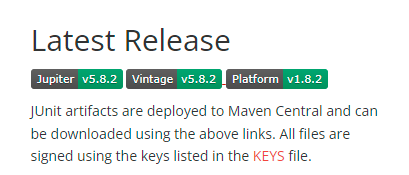 Latest Release
Jupiter v5.8.2 Vintage v5.8.2 Platform v1.8.2
JUnit artifacts are deployed to Maven Central and can
be downloaded using the above links. All files are
signed using the keys listed in the KEYS file.